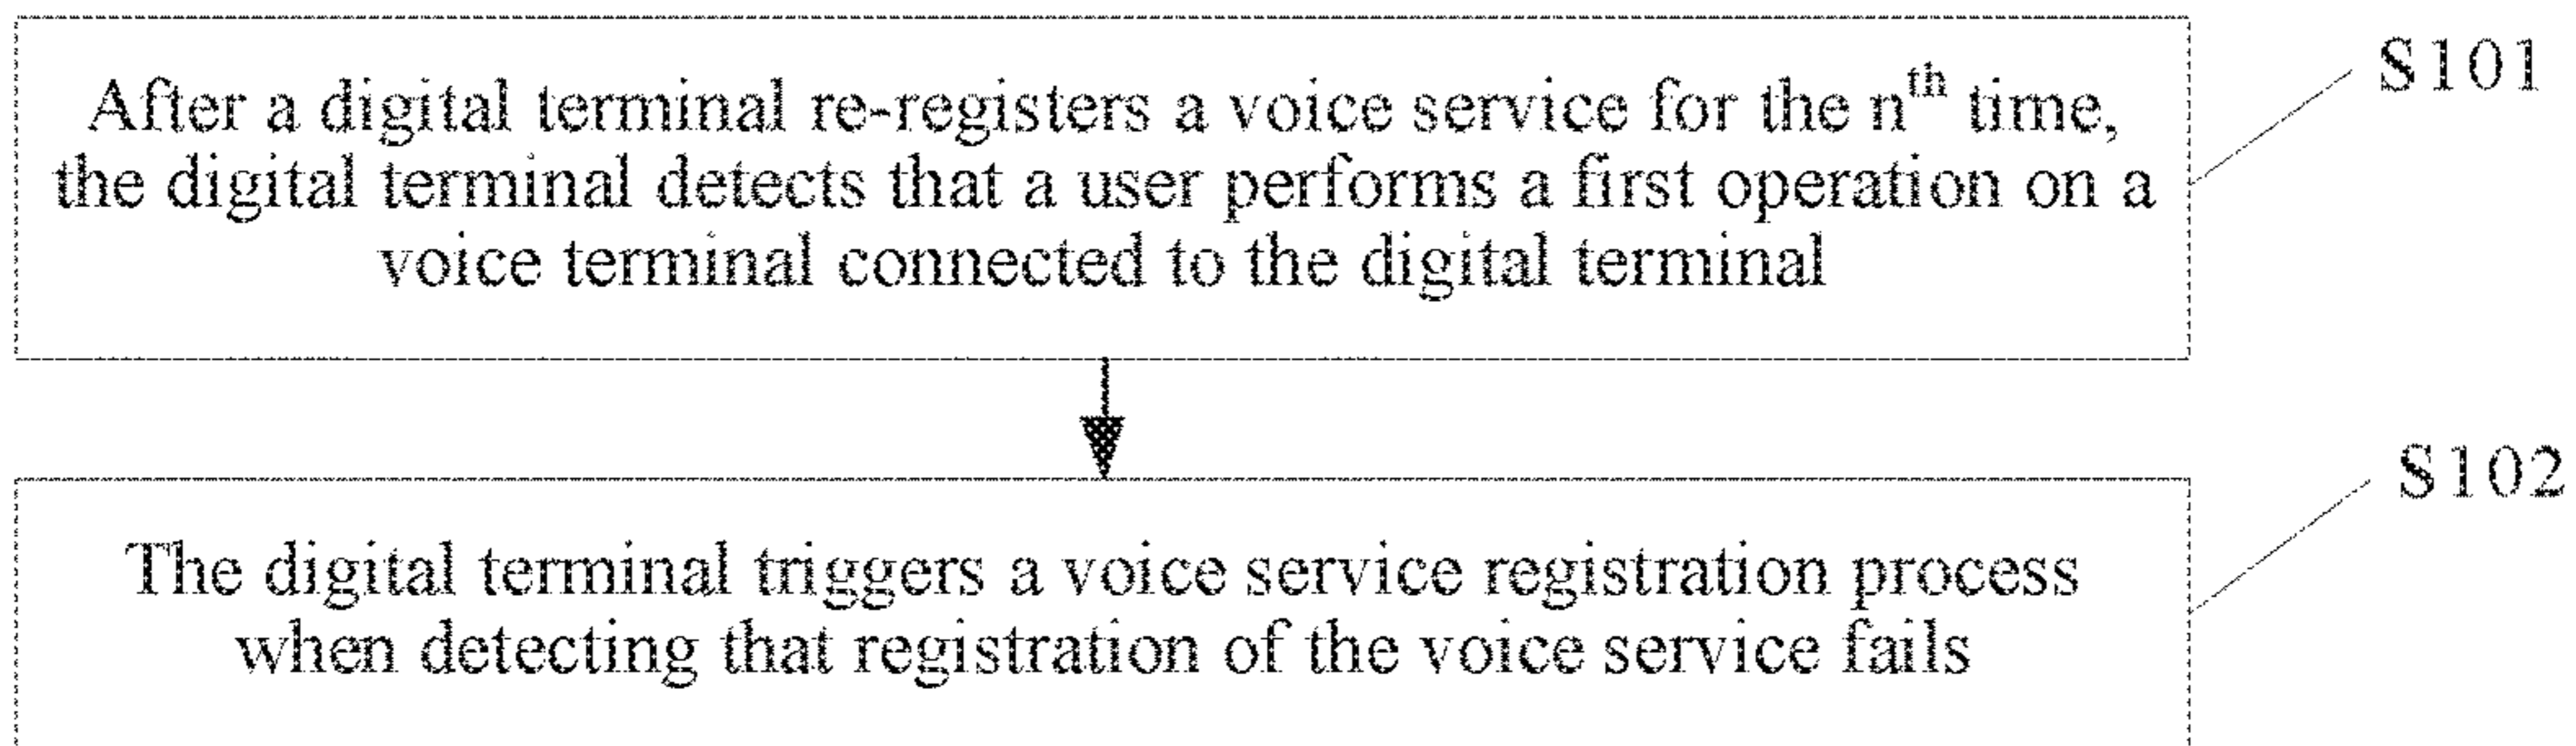 After a digital terminal re-registers a voice service for the nth time,
the digital terminal detects that a user performs a first operation on a
voice terminal connected to the digital terminal
S101
The digital terminal triggers a voice service registration process
when detecting that registration of the voice service fails
S102